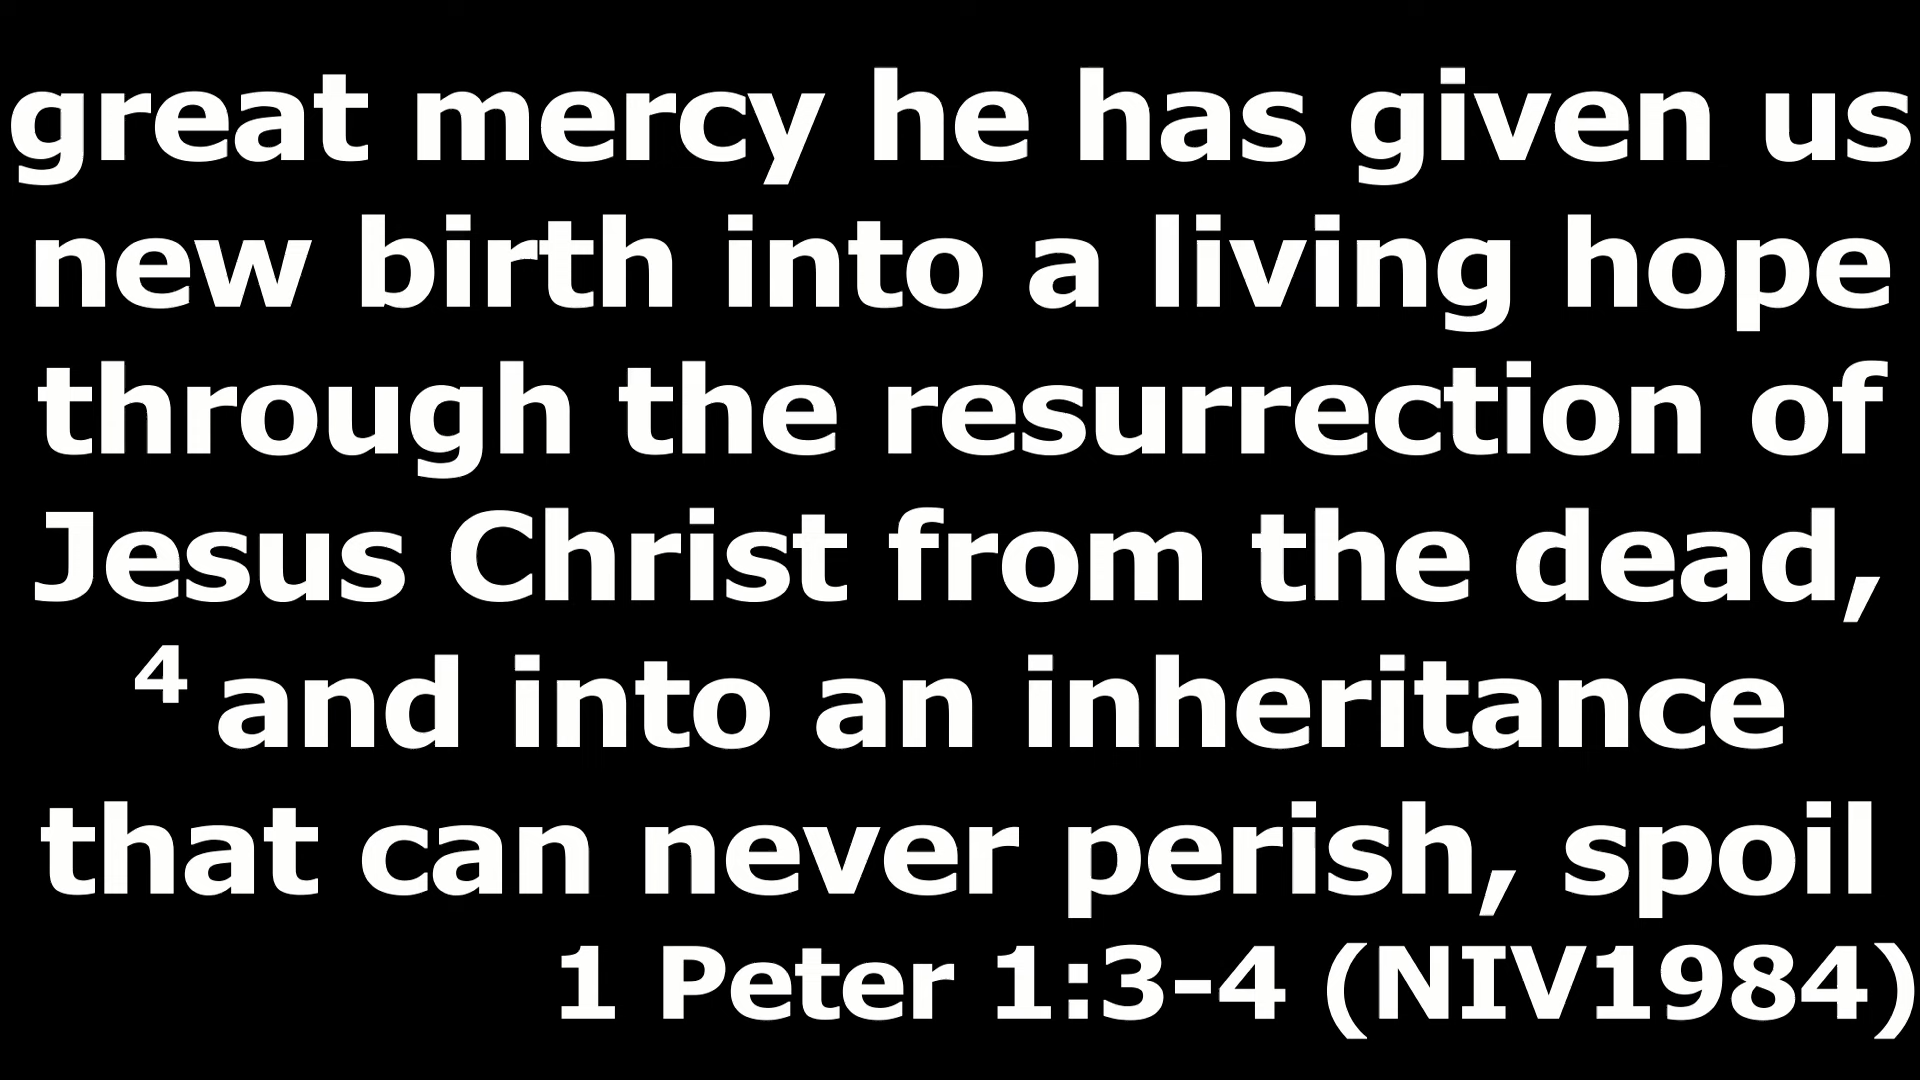 great mercy he has given us
new birth into a living hope
through the resurrection of
Jesus Christ from the dead,
4 and into an inheritance
that can never perish, spoil
1 Peter 1:3-4 (NIV1984)